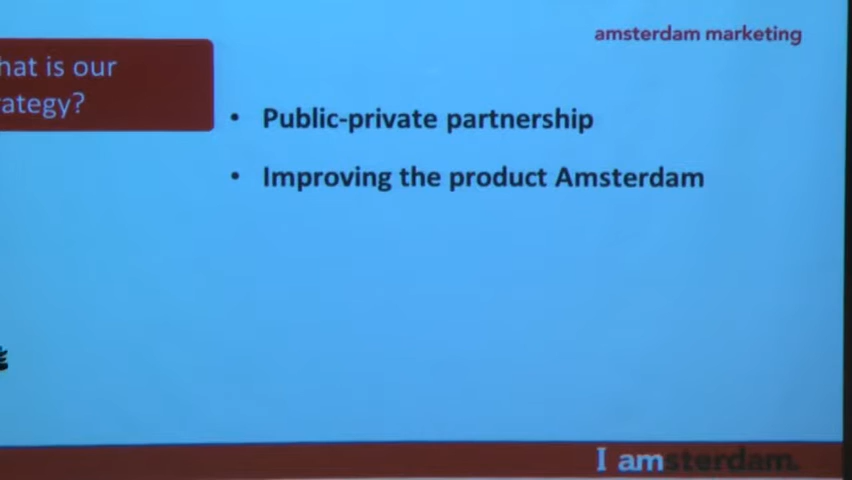 amsterdam marketing
hat is our
ategy?
• Public-private partnership
• Improving the product Amsterdam
I amsterdam.